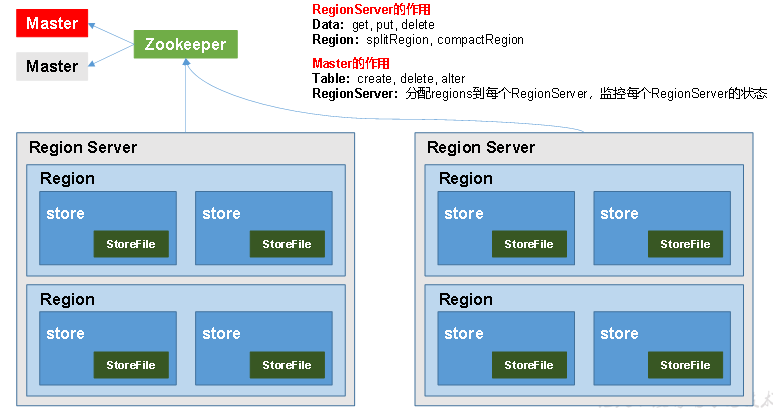 RegionServer的作用
Data：get, put, delete
Region：splitRegion, compactRegion
Master的作用
Table：create, delete, alter
RegionServer：分配regions到每个RegionServer，监控每个RegionServer的状态
Master
Zookeeper
Master
Region Server
Region
store
StoreFile
store
StoreFile
Region
store
StoreFile
store
StoreFile
Region Server
Region
store
StoreFile
store
StoreFile
Region
store
StoreFile
store
StoreFile